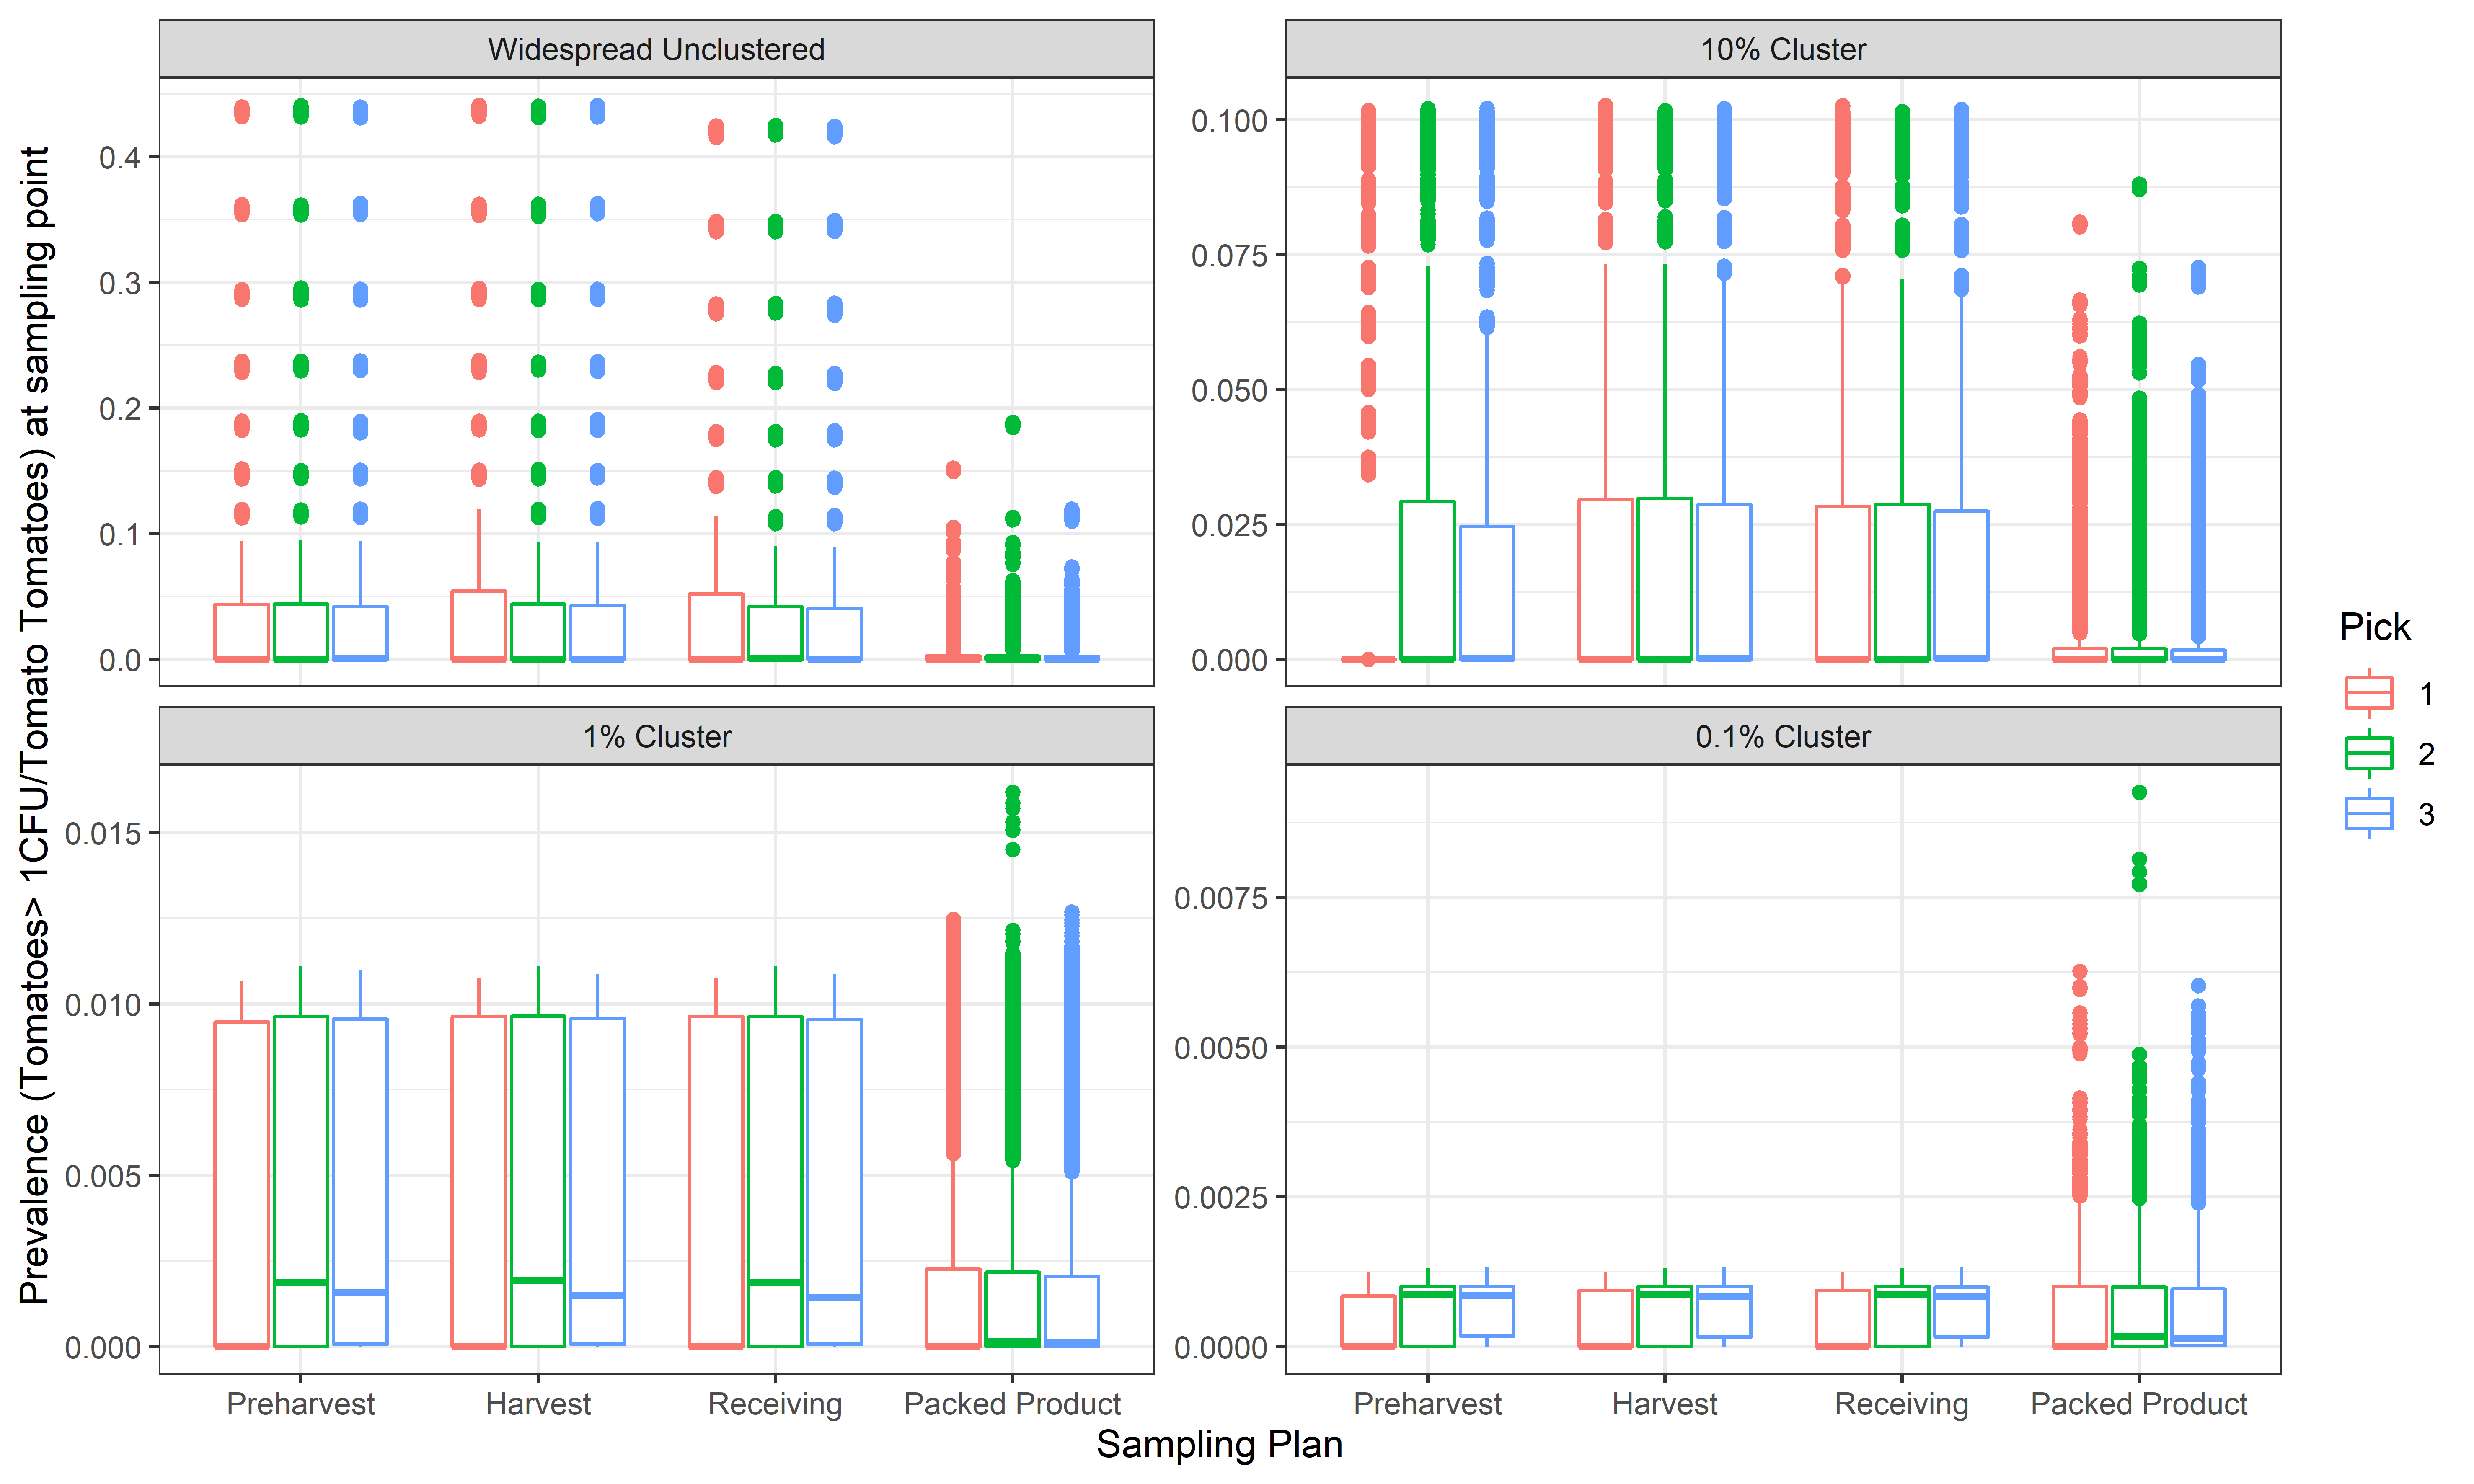 Widespread Unclustered
10% Cluster
0.4
0.3
0.2
0.1
0.0
0.100
0.075
0.050
0.025
0.000
1% Cluster
0.1% Cluster
0.015
0.010
0.005
0.000
0.0075
0.0050
0.0025
0.0000
Preharvest
Harvest
Receiving
Packed Product
Preharvest
Harvest
Receiving
Packed Product
Sampling Plan
Prevalence (Tomatoes> 1CFU/Tomato Tomatoes) at sampling point
Pick
1
2
3